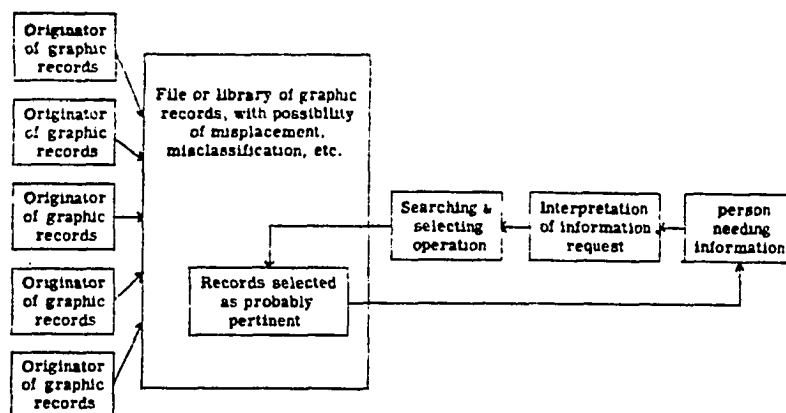 Originator
of graphic
records
Originator
of graphic
records
Originator
of graphic
records
Originator
of graphic
records
Originator
of graphic
records
File or library of graphic
records, with possibility
of misplacement,
misclassification, etc.
Records selected
as probably
pertinent
Searching &
selecting
operation
Interpretation
of information
request
person
needing
information